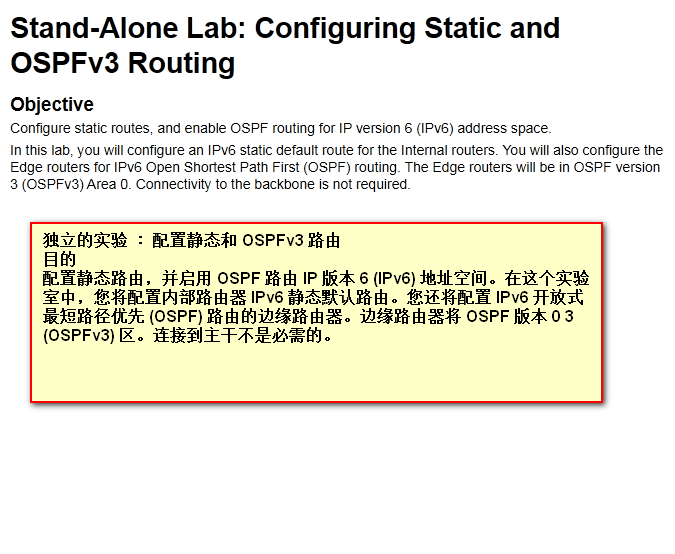 Stand-Alone Lab: Configuring Static and
OSPFv3 Routing
Objective
Configure static routes, and enable OSPF routing for IP version 6 (IPv6) address space.
In this lab, you will configure an IPv6 static default route for the Internal routers. You will also configure the
Edge routers for IPv6 Open Shortest Path First (OSPF) routing. The Edge routers will be in OSPF version
3 (OSPFv3) Area 0. Connectivity to the backbone is not required.
独立的实验 ： 配置静态和 OSPFv3 路由
目的
配置静态路由，并启用 OSPF 路由 IP 版本 6 (IPv6) 地址空间。在这个实验
室中，您将配置内部路由器 IPv6 静态默认路由。您还将配置 IPv6 开放式
最短路径优先 (OSPF) 路由的边缘路由器。边缘路由器将 OSPF 版本 0 3
(OSPFv3) 区。连接到主干不是必需的。